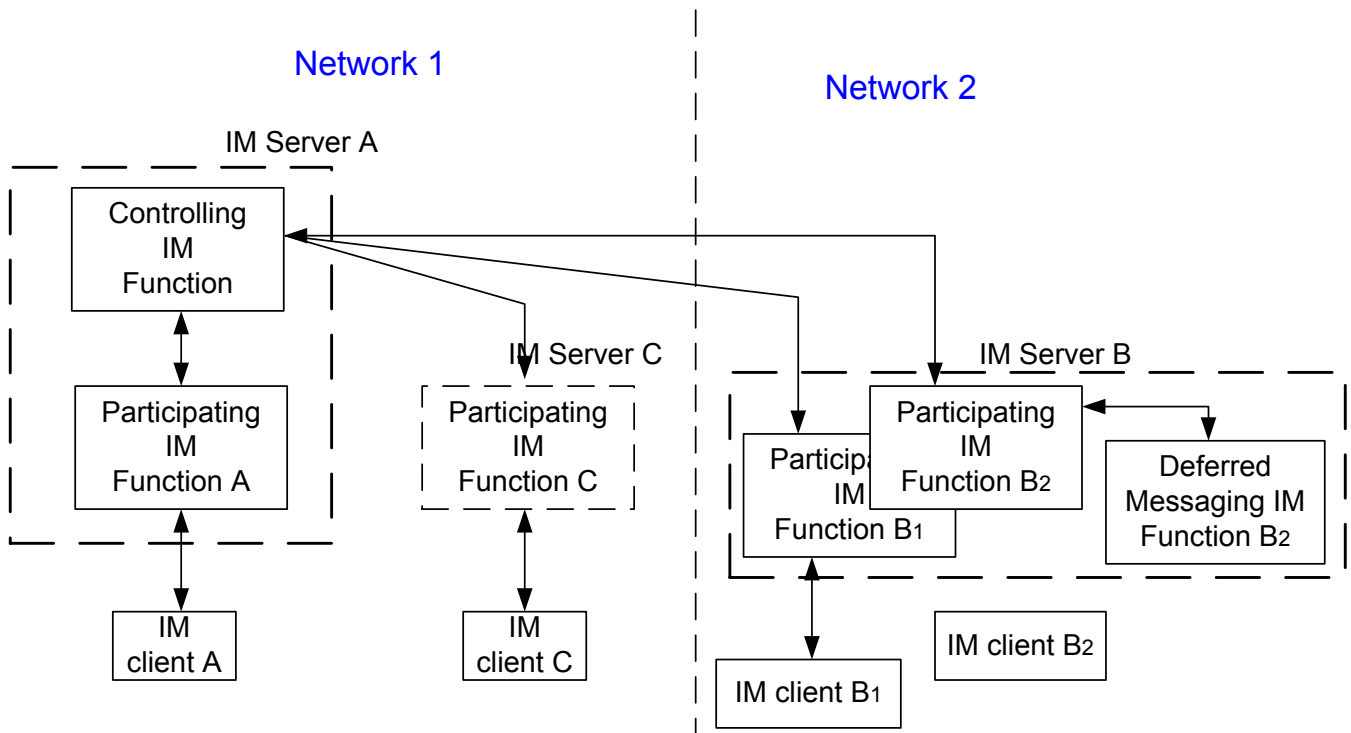 Network 1
Network 2
IM Server A
Controlling
IM
Function
IM Server C
IM Server B
Participating
IM
Function A
Participating
IM
Function C
Participating
IM
Function B2
Particip
IM
Function B1
Deferred
Messaging IM
Function B2
IM
client A
IM
client C
IM client B2
IM client B1